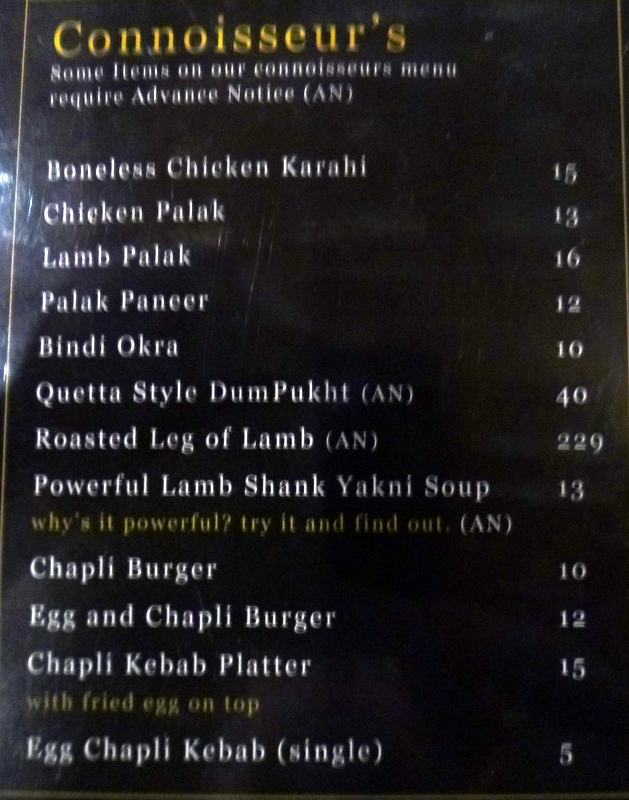 Connoisseur's
Some Items on our connoisseurs menu
require Advance Notice (AN)
Boneless Chicken Karahi 15
Chicken Palak 13
Lamb Palak 16
Palak Paneer 12
Bindi Okra 10
Quetta Style DumPukht (AN) 40
Roasted Leg of Lamb (AN) 229
Powerful Lamb Shank Yakni Soup 13
why's it powerful? try it and find out. (AN)
Chapli Burger 10
Egg and Chapli Burger 12
Chapli Kebab Platter 15
with fried egg on top
Egg Chapli Kebab (single) 5